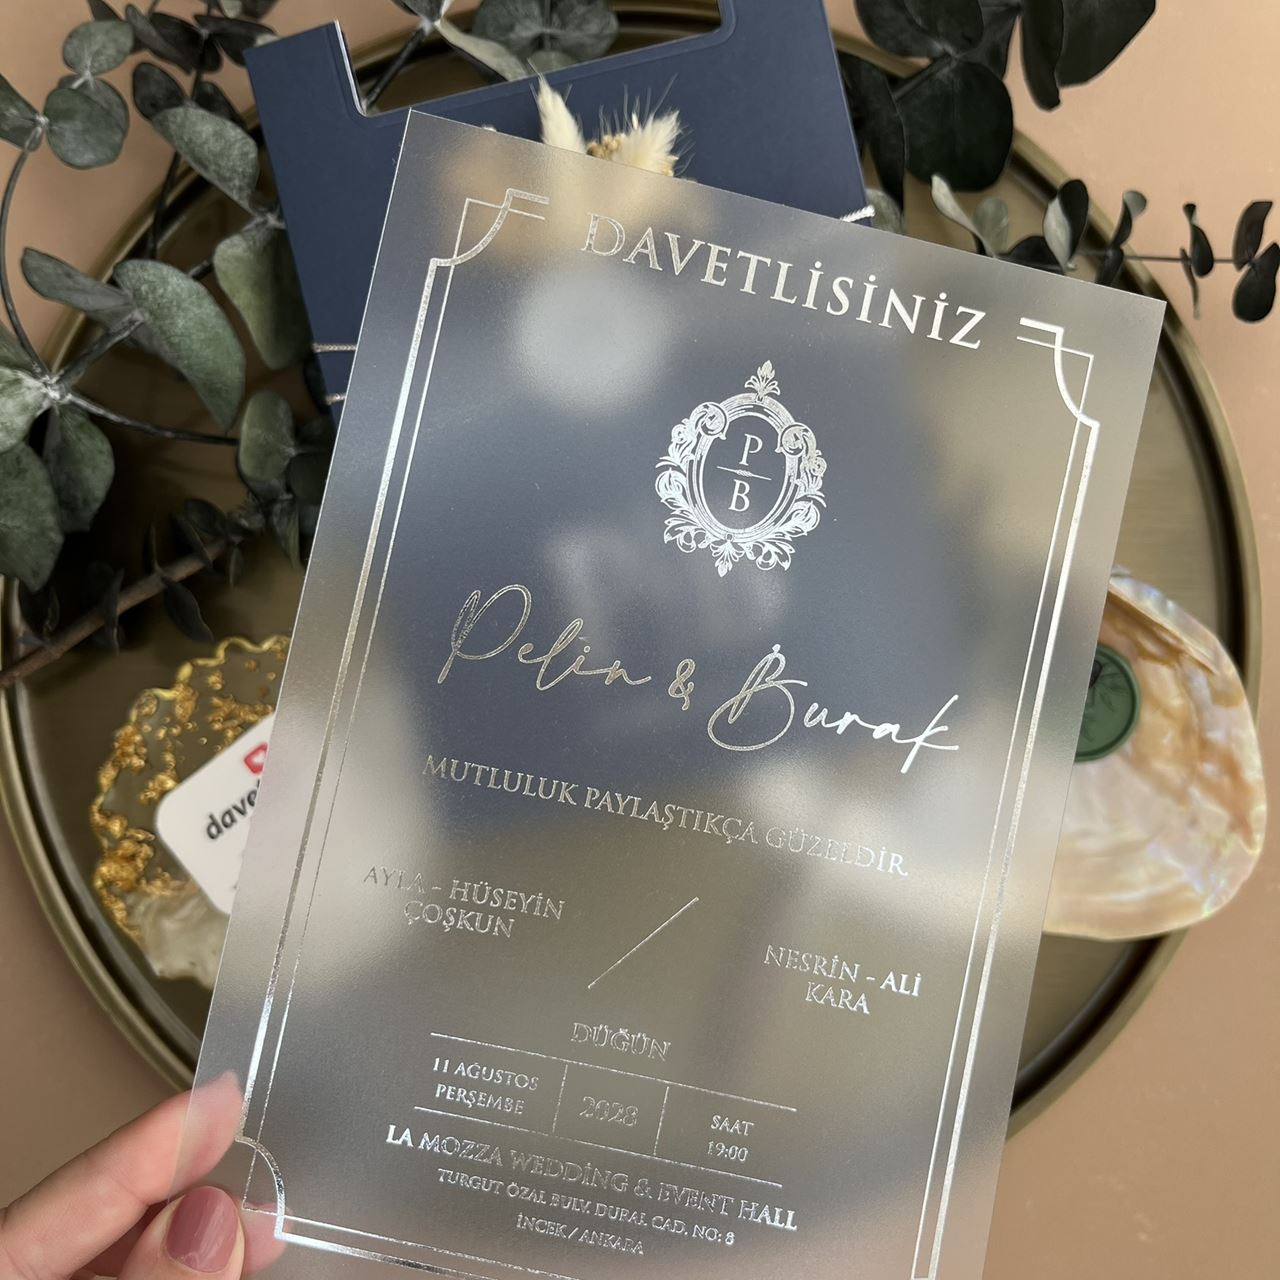 DAVETLİSİNİZ
P
B
Pelin & Burak
MUTLULUK PAYLAŞTIKÇA GÜZELDİR
AYLA - HÜSEYİN
ÇOŞKUN
NESRİN - ALİ
KARA
DÜĞÜN
11 AĞUSTOS
PERŞEMBE
2028
SAAT
19:00
LA MOZZA WEDDİNG & EVENT HALL
TURGUT ÖZAL BULV. DURAL CAD. NO: 8
İNCEK / ANKARA